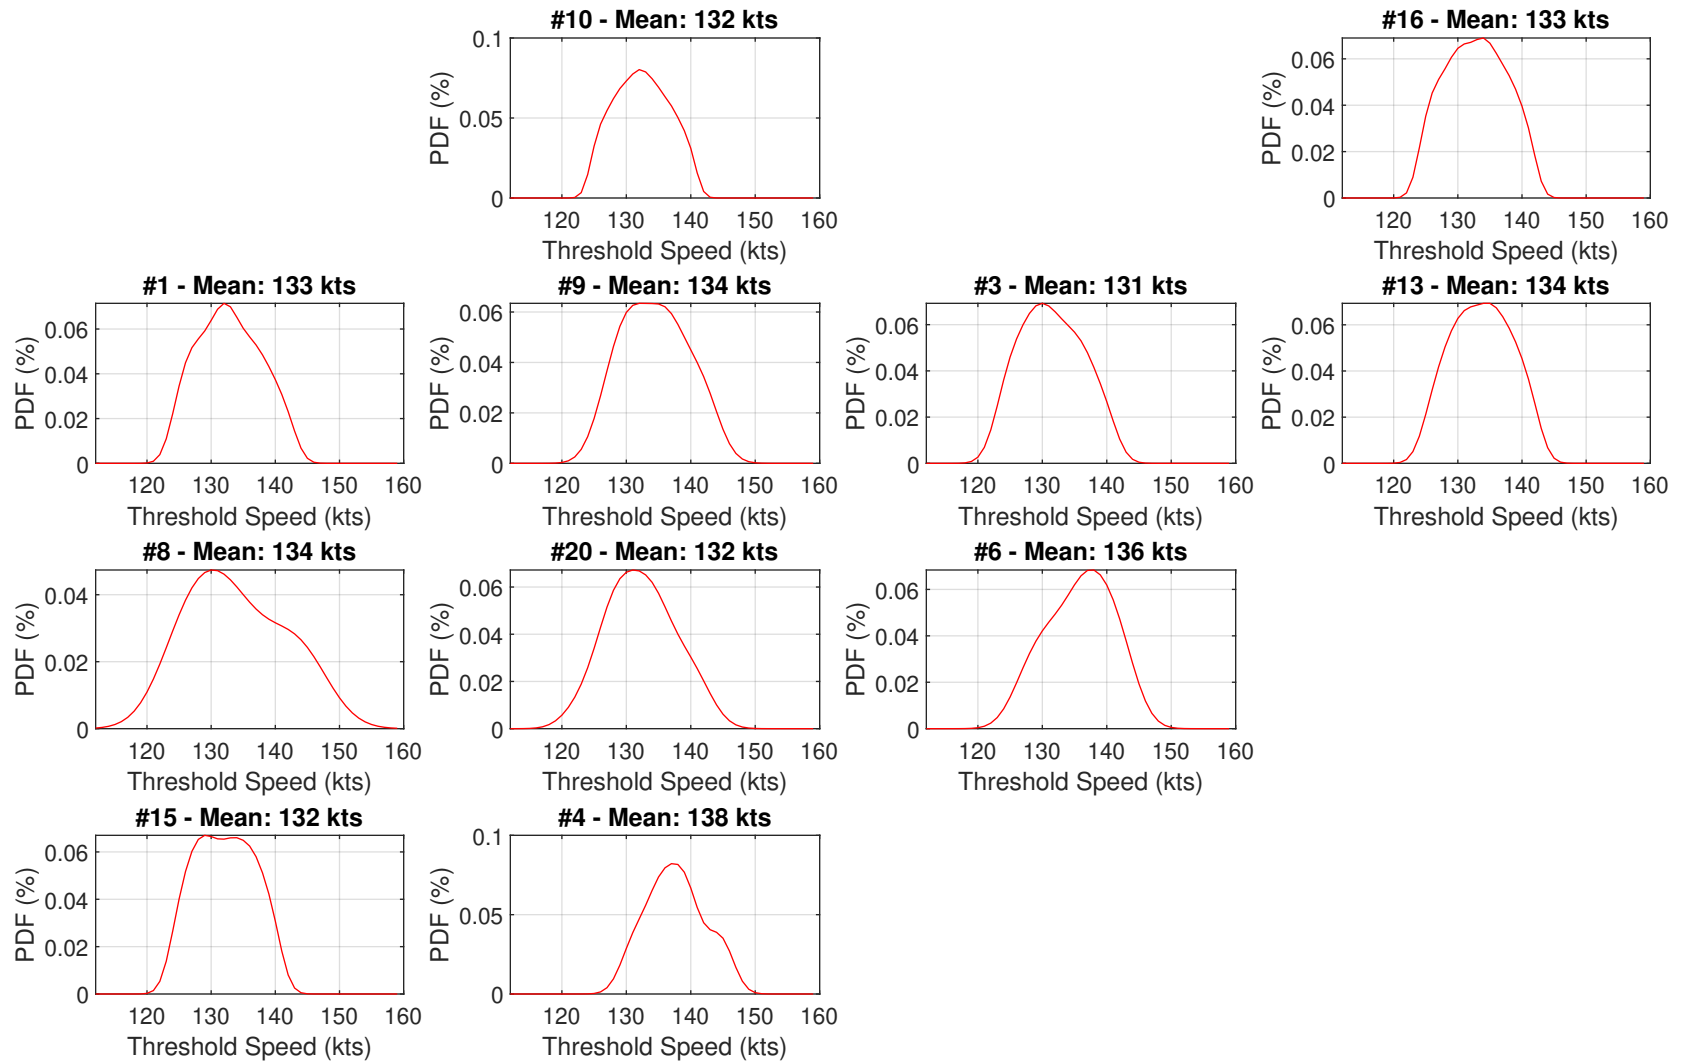 #10 - Mean: 132 kts
PDF (%)
0.1
0.05
0
120 130 140 150 160
Threshold Speed (kts)
#16 - Mean: 133 kts
PDF (%)
0.06
0.04
0.02
0
120 130 140 150 160
Threshold Speed (kts)
#1 - Mean: 133 kts
PDF (%)
0.06
0.04
0.02
0
120 130 140 150 160
Threshold Speed (kts)
#9 - Mean: 134 kts
PDF (%)
0.06
0.04
0.02
0
120 130 140 150 160
Threshold Speed (kts)
#3 - Mean: 131 kts
PDF (%)
0.06
0.04
0.02
0
120 130 140 150 160
Threshold Speed (kts)
#13 - Mean: 134 kts
PDF (%)
0.06
0.04
0.02
0
120 130 140 150 160
Threshold Speed (kts)
#8 - Mean: 134 kts
PDF (%)
0.04
0.02
0
120 130 140 150 160
Threshold Speed (kts)
#20 - Mean: 132 kts
PDF (%)
0.06
0.04
0.02
0
120 130 140 150 160
Threshold Speed (kts)
#6 - Mean: 136 kts
PDF (%)
0.06
0.04
0.02
0
120 130 140 150 160
Threshold Speed (kts)
#15 - Mean: 132 kts
PDF (%)
0.06
0.04
0.02
0
120 130 140 150 160
Threshold Speed (kts)
#4 - Mean: 138 kts
PDF (%)
0.1
0.05
0
120 130 140 150 160
Threshold Speed (kts)